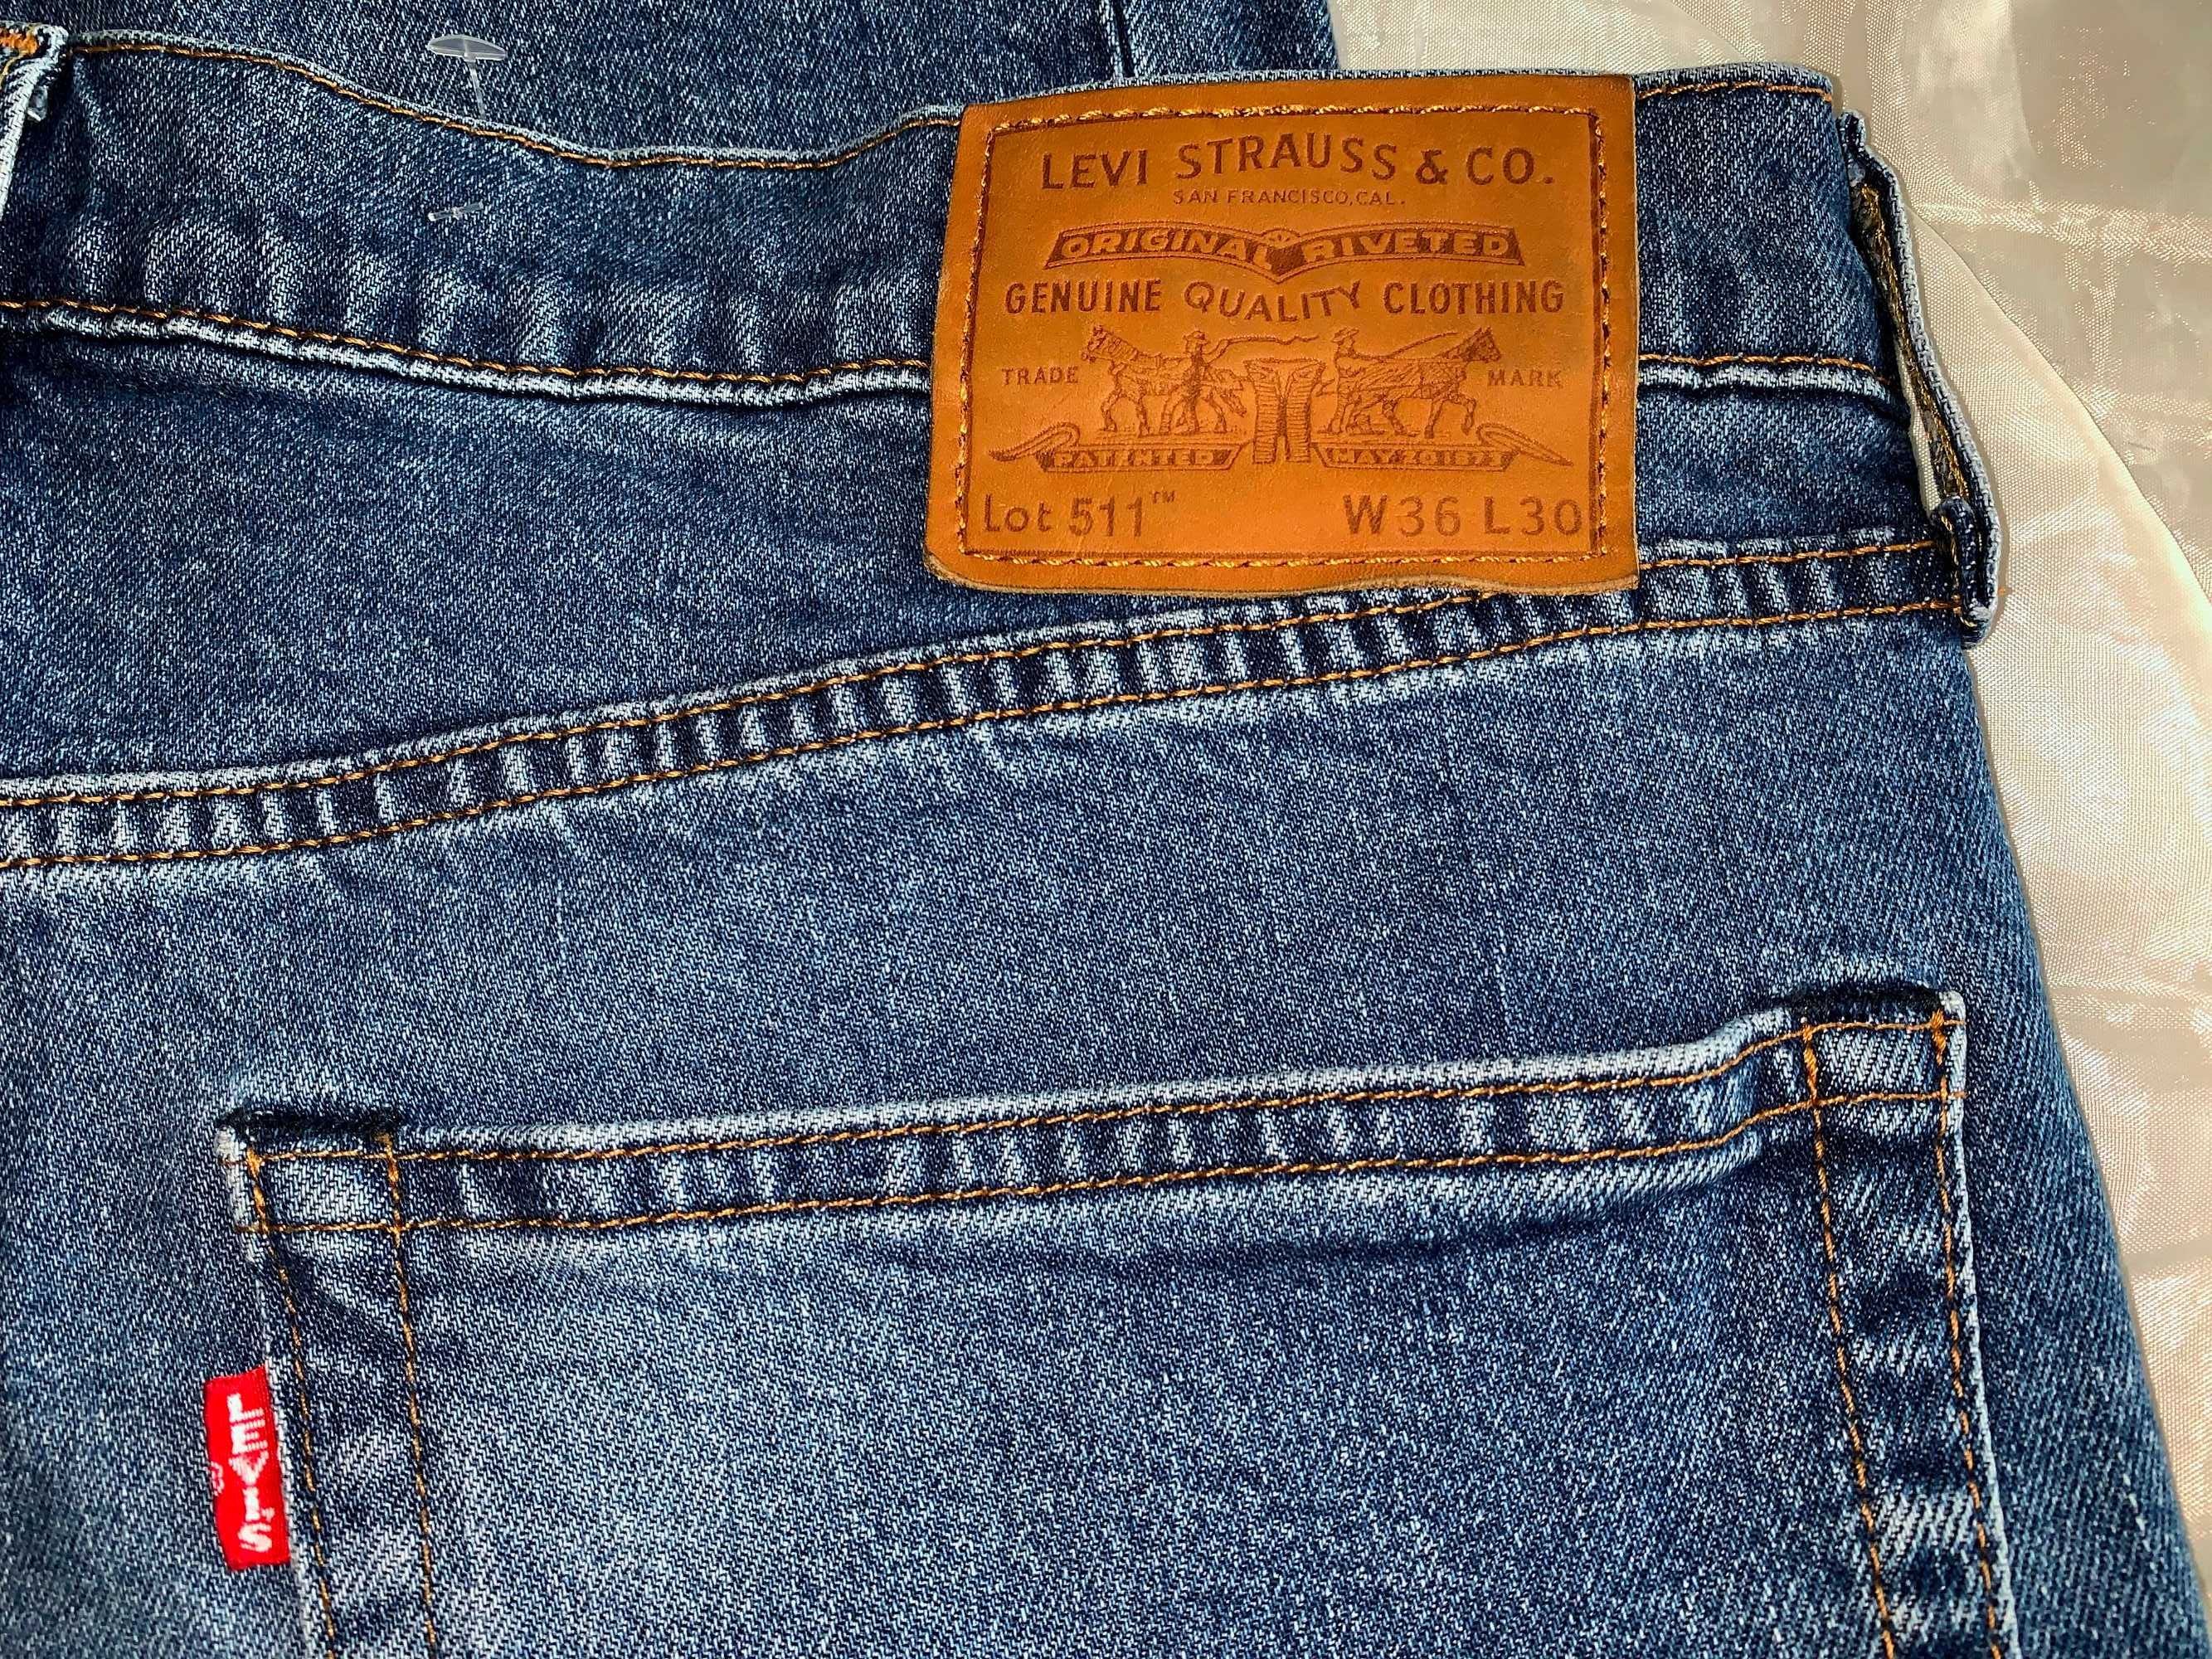 LEVI STRAUSS & CO.
SAN FRANCISCO, CAL.
ORIGINAL RIVETED
GENUINE QUALITY CLOTHING
TRADE MARK
PATENTED MAY 20 1873
Lot 511™ W36 L30
LEVI'S
®